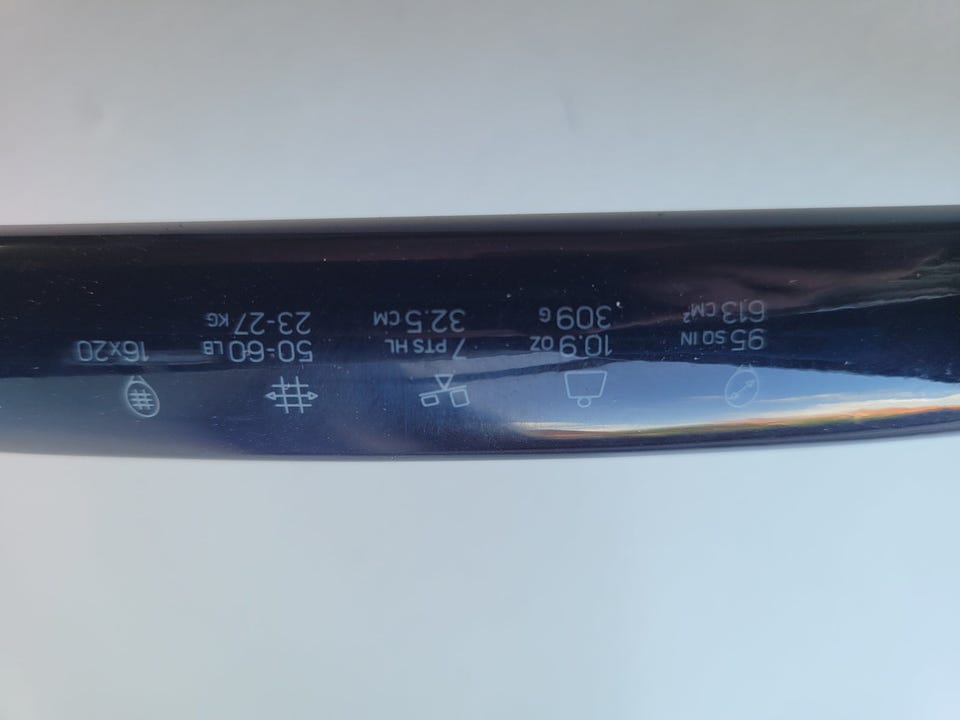 95 SQ IN
613 CM²
10.9 OZ
309 G
7 PTS HL
32.5 CM
50-60 LB
23-27 KG
16x20